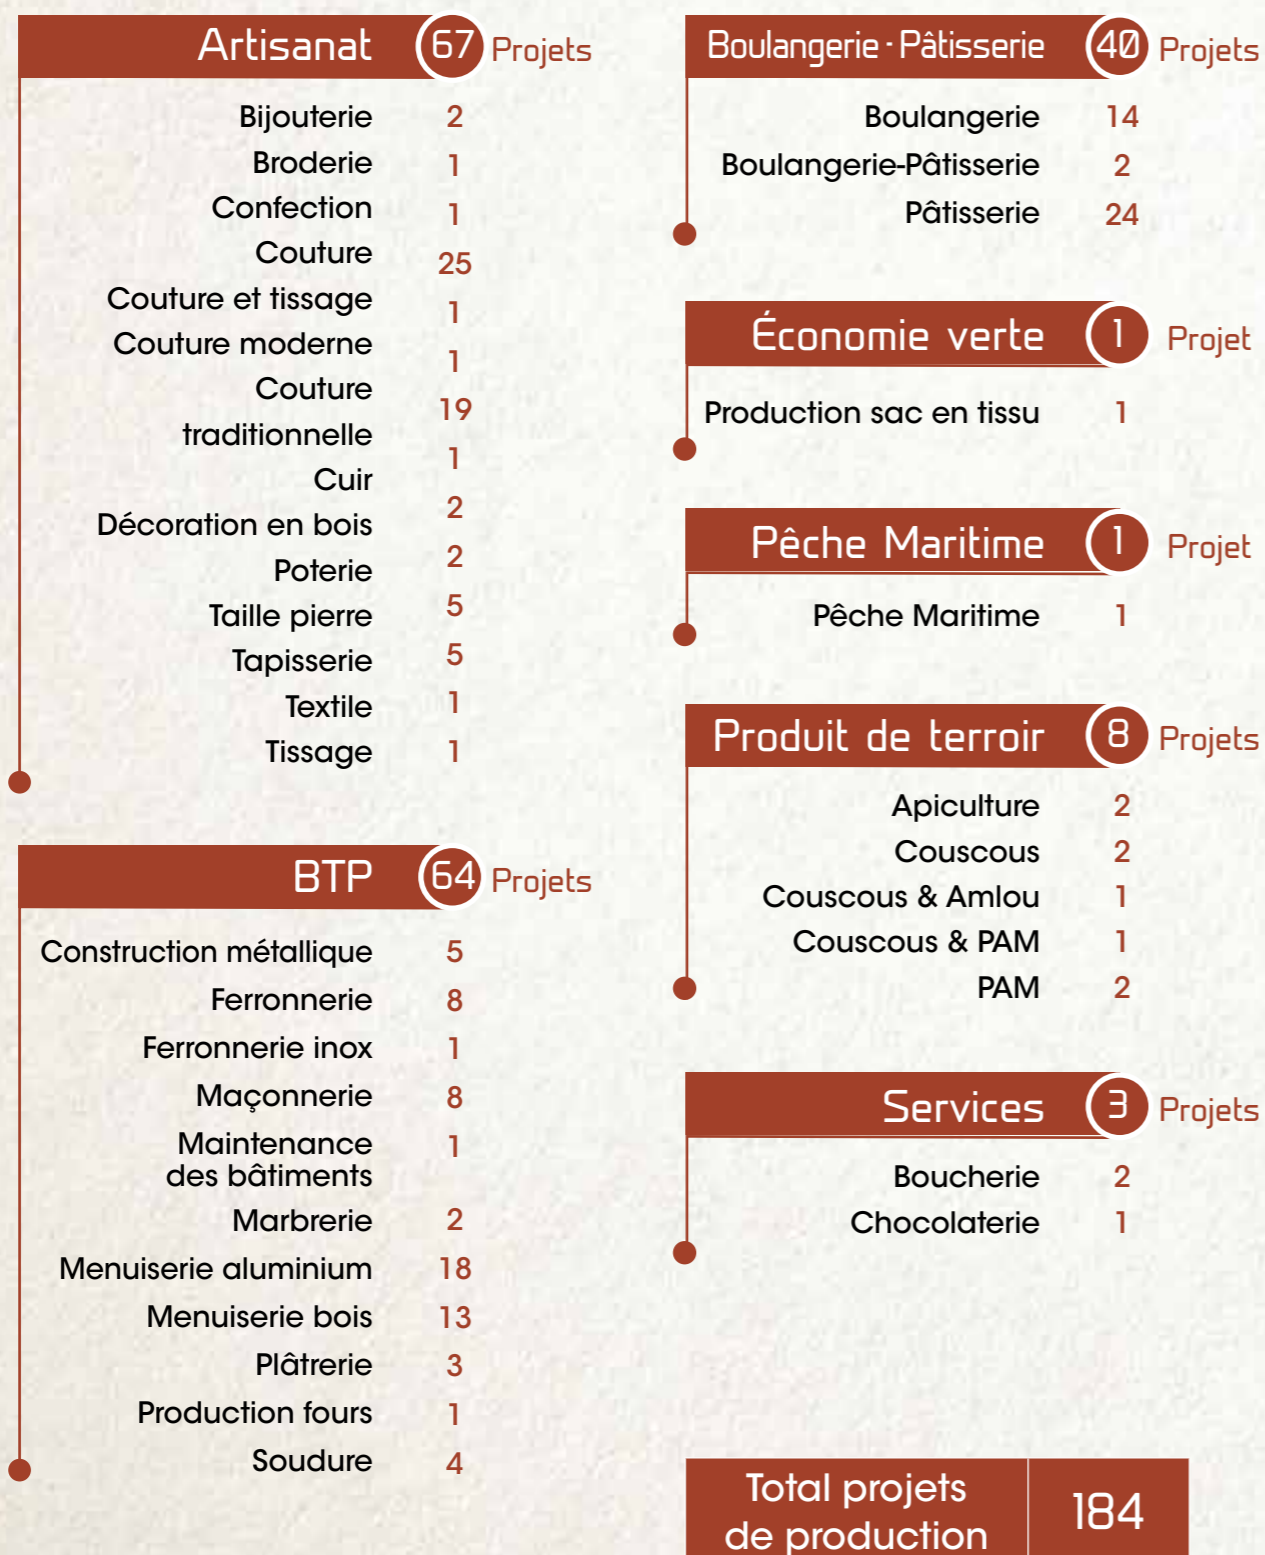 Artisanat 67 Projets
Bijouterie 2
Broderie 1
Confection 1
Couture 25
Couture et tissage 1
Couture moderne 1
Couture
traditionnelle 19
Cuir 1
Décoration en bois 2
Poterie 2
Taille pierre 5
Tapisserie 5
Textile 1
Tissage 1
BTP 64 Projets
Construction métallique 5
Ferronnerie 8
Ferronnerie inox 1
Maçonnerie 8
Maintenance 1
des bâtiments
Marbrerie 2
Menuiserie aluminium 18
Menuiserie bois 13
Plâtrerie 3
Production fours 1
Soudure 4
Boulangerie - Pâtisserie 40 Projets
Boulangerie 14
Boulangerie-Pâtisserie 2
Pâtisserie 24
Économie verte 1 Projet
Production sac en tissu 1
Pêche Maritime 1 Projet
Pêche Maritime 1
Produit de terroir 8 Projets
Apiculture 2
Couscous 2
Couscous & Amlou 1
Couscous & PAM 1
PAM 2
Services 3 Projets
Boucherie 2
Chocolaterie 1
Total projets
de production 184